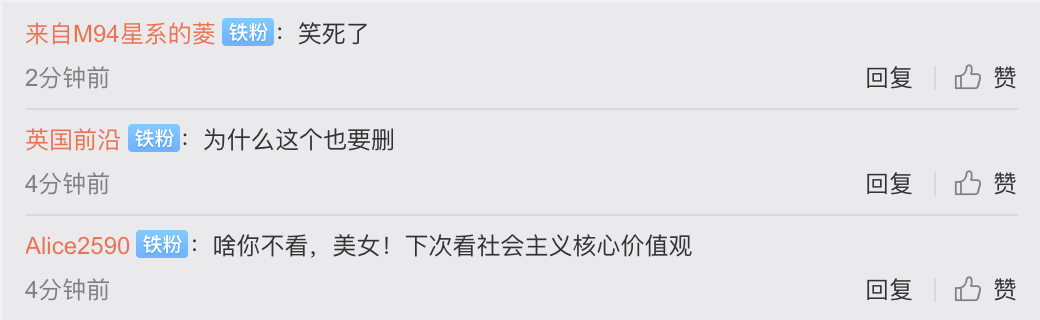 来自M94星系的菱 铁粉：笑死了
2分钟前 回复 赞
英国前沿 铁粉：为什么这个也要删
4分钟前 回复 赞
Alice2590 铁粉：啥你不看，美女！下次看社会主义核心价值观
4分钟前 回复 赞